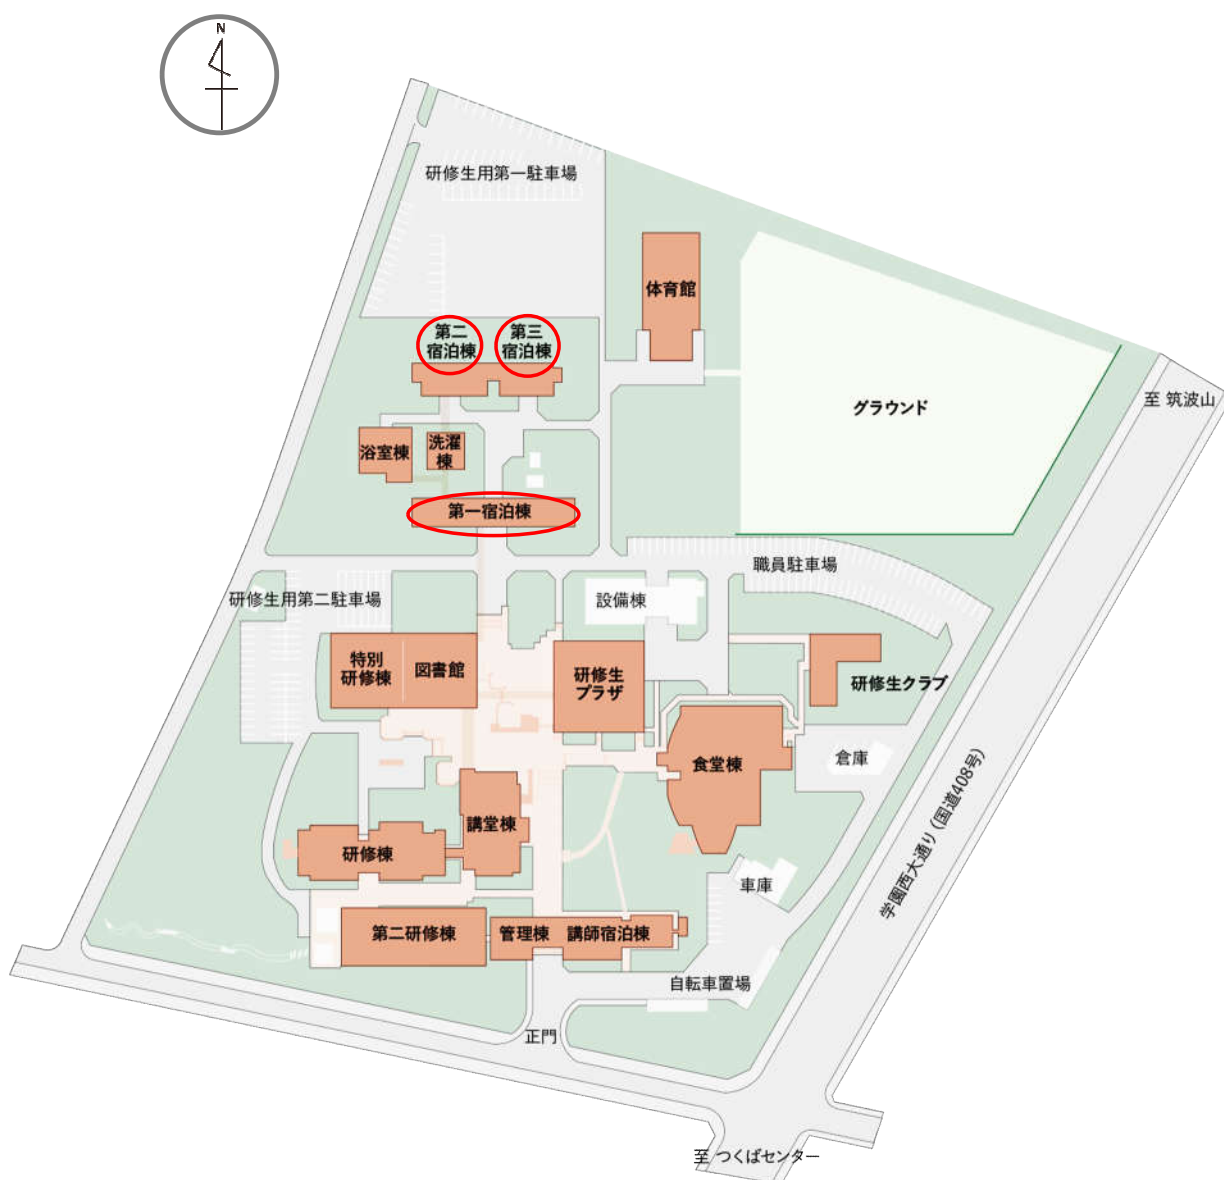 N
研修生用第一駐車場
体育館
第二
宿泊棟
第三
宿泊棟
グラウンド
至 筑波山
浴室棟
洗濯
棟
第一宿泊棟
職員駐車場
研修生用第二駐車場
設備棟
特別
研修棟
図書館
研修生
プラザ
研修生クラブ
食堂棟
倉庫
学園西大通り(国道408号)
講堂棟
研修棟
車庫
第二研修棟
管理棟
講師宿泊棟
自転車置場
正門
至 つくばセンター